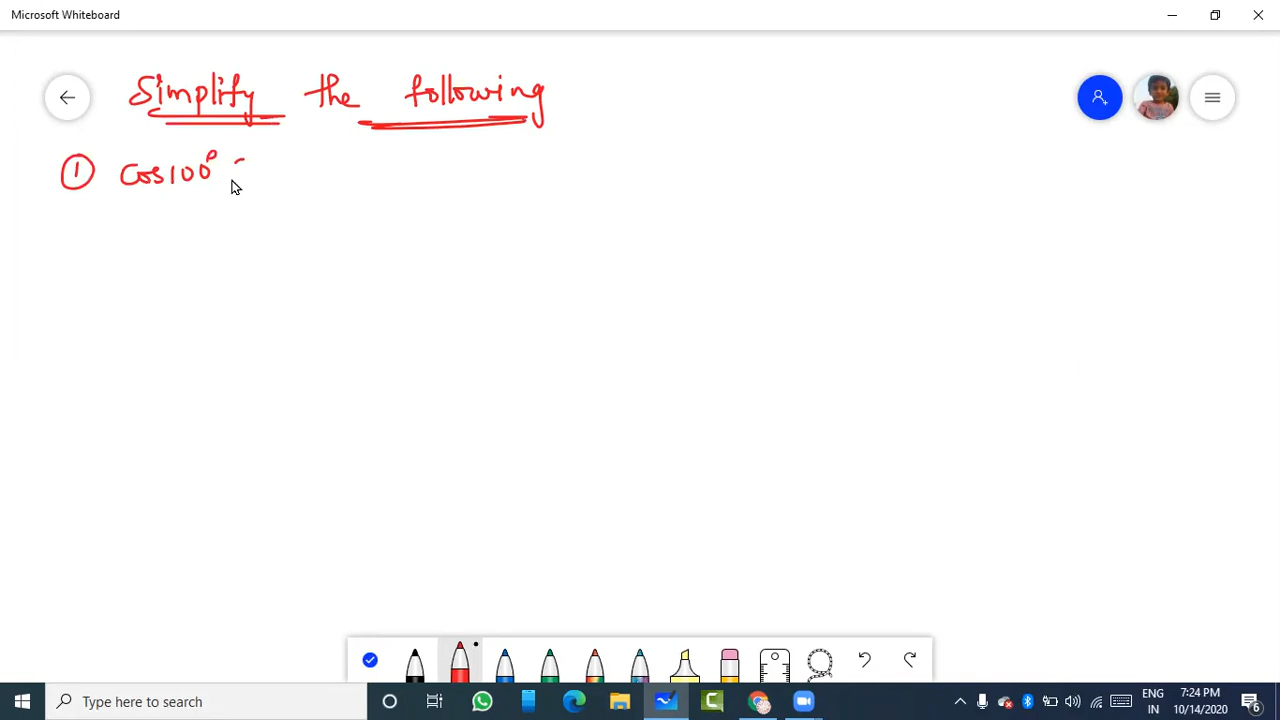 Microsoft Whiteboard
Simplify the following
① cos100°
Type here to search
ENG
IN
7:24 PM
10/14/2020
6